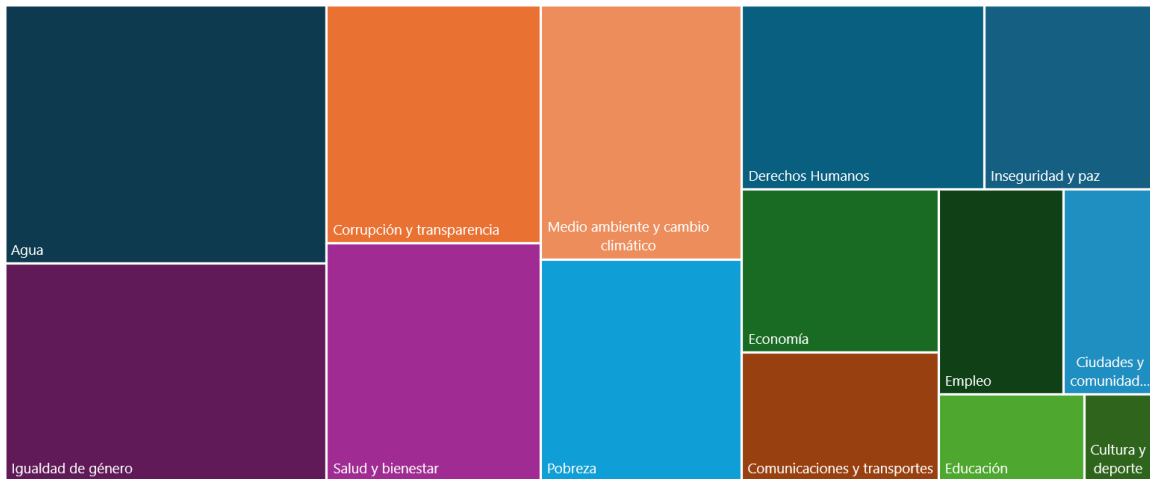 Agua
Igualdad de género
Corrupción y transparencia
Salud y bienestar
Medio ambiente y cambio
climático
Pobreza
Derechos Humanos
Inseguridad y paz
Economía
Comunicaciones y transportes
Empleo
Ciudades y
comunidad...
Educación
Cultura y
deporte